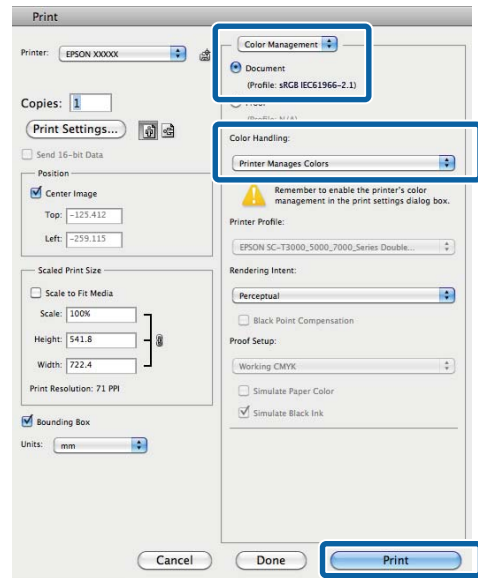 Print
Printer: EPSON XXXXX
Copies: 1
Print Settings...
Send 16-bit Data
Position
Center Image
Top: -125.412
Left: -259.115
Scaled Print Size
Scale to Fit Media
Scale: 100%
Height: 541.8
Width: 722.4
Print Resolution: 71 PPI
Bounding Box
Units: mm
Color Management
Document
(Profile: sRGB IEC61966-2.1)
Color Handling:
Printer Manages Colors
Remember to enable the printer's color
management in the print settings dialog box.
Printer Profile:
EPSON SC-T3000_5000_7000_Series Double...
Rendering Intent:
Perceptual
Black Point Compensation
Proof Setup:
Working CMYK
Simulate Paper Color
Simulate Black Ink
Cancel
Done
Print